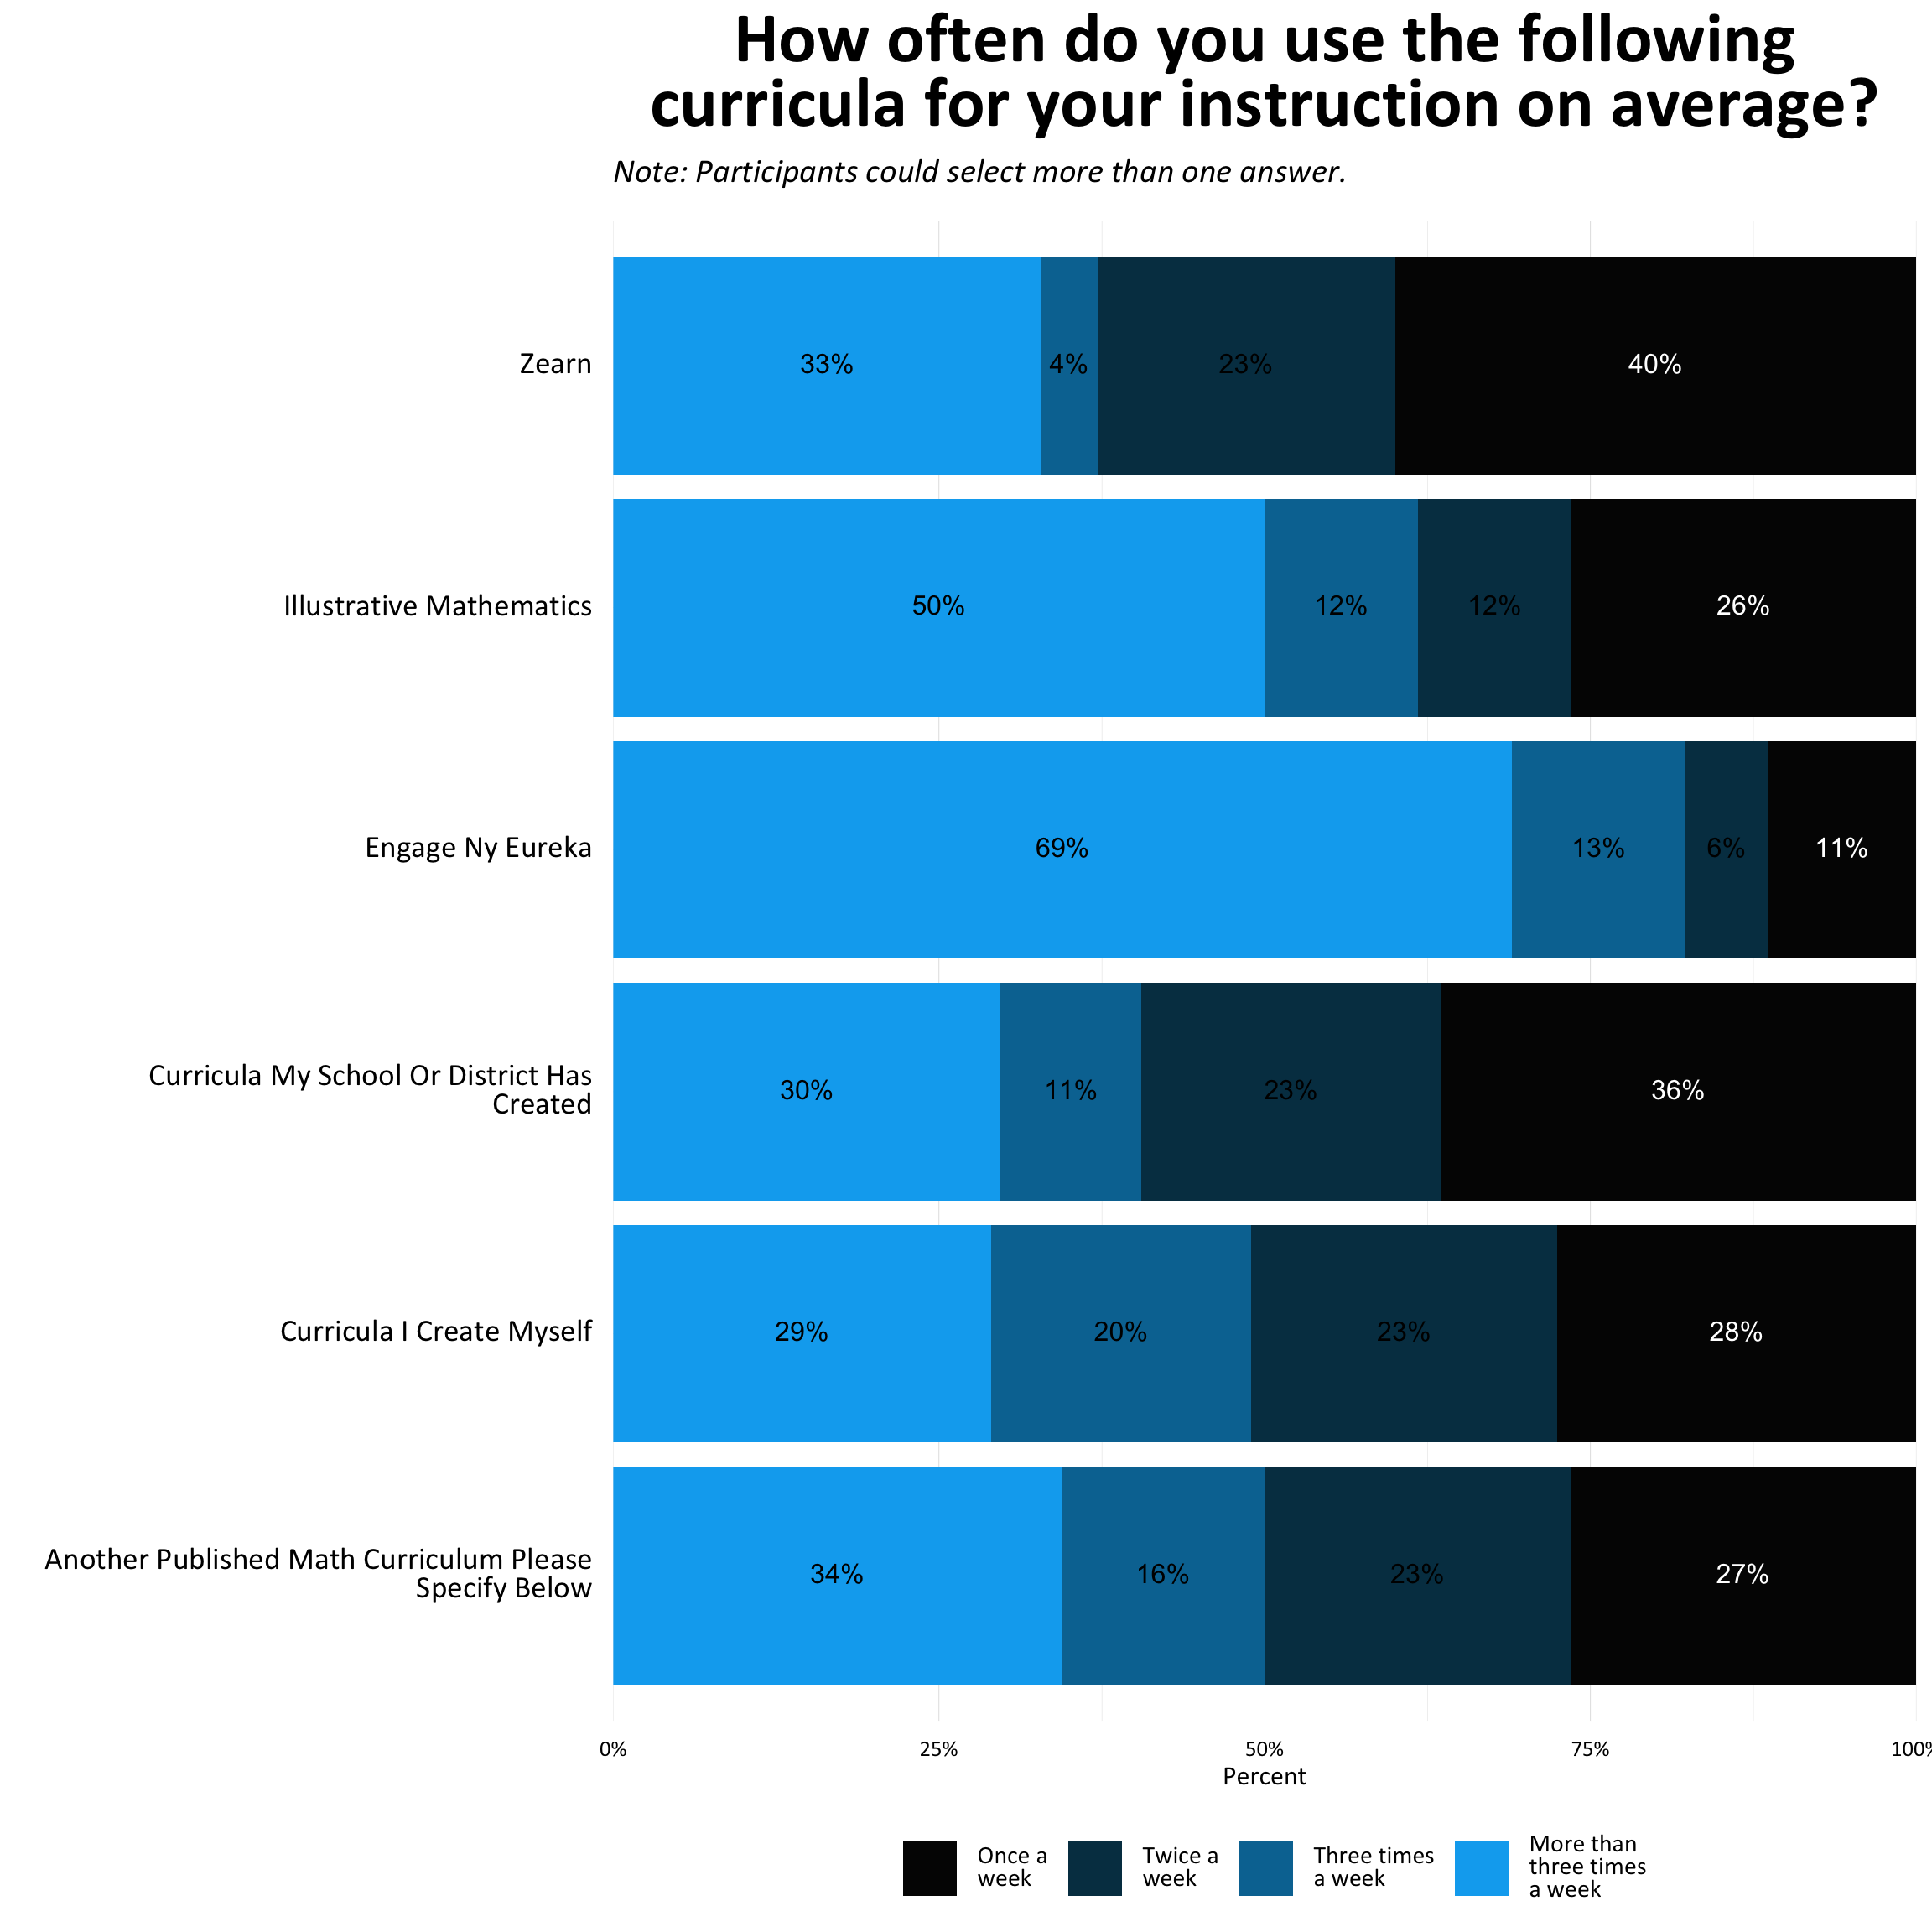 How often do you use the following
curricula for your instruction on average?
Note: Participants could select more than one answer.
Zearn
33%
4%
23%
40%
Illustrative Mathematics
50%
12%
12%
26%
Engage Ny Eureka
69%
13%
6%
11%
Curricula My School Or District Has
Created
30%
11%
23%
36%
Curricula I Create Myself
29%
20%
23%
28%
Another Published Math Curriculum Please
Specify Below
34%
16%
23%
27%
0%
25%
50%
75%
100%
Percent
Once a
week
Twice a
week
Three times
a week
More than
three times
a week